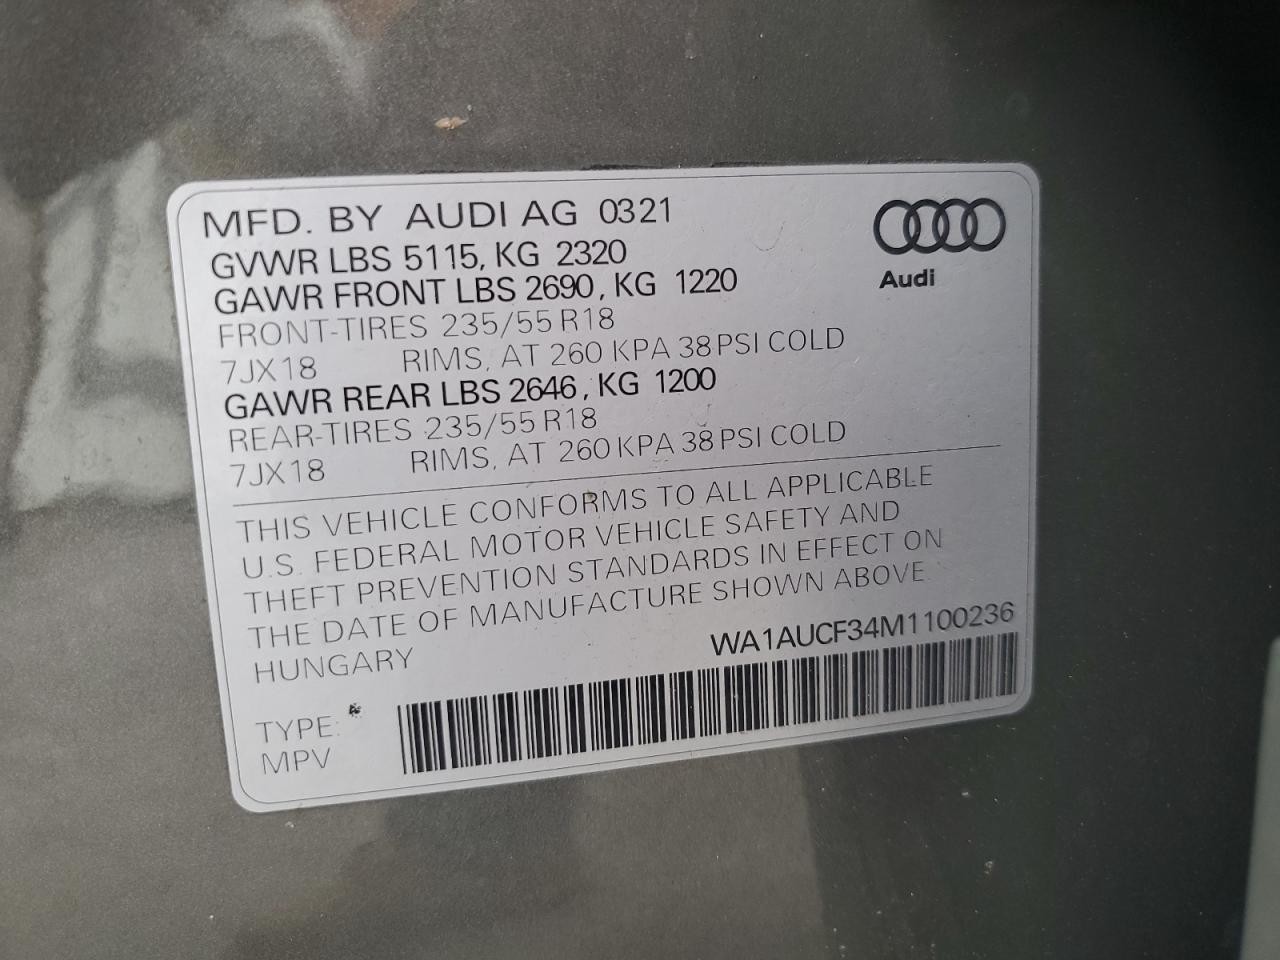 MFD. BY AUDI AG 0321
GVWR LBS 5115, KG 2320
GAWR FRONT LBS 2690, KG 1220
FRONT-TIRES 235/55 R18
7JX18 RIMS, AT 260 KPA 38 PSI COLD
GAWR REAR LBS 2646, KG 1200
REAR-TIRES 235/55 R18
7JX18 RIMS, AT 260 KPA 38 PSI COLD
Audi
THIS VEHICLE CONFORMS TO ALL APPLICABLE
U.S. FEDERAL MOTOR VEHICLE SAFETY AND
THEFT PREVENTION STANDARDS IN EFFECT ON
THE DATE OF MANUFACTURE SHOWN ABOVE
HUNGARY
WA1AUCF34M1100236
TYPE:
MPV